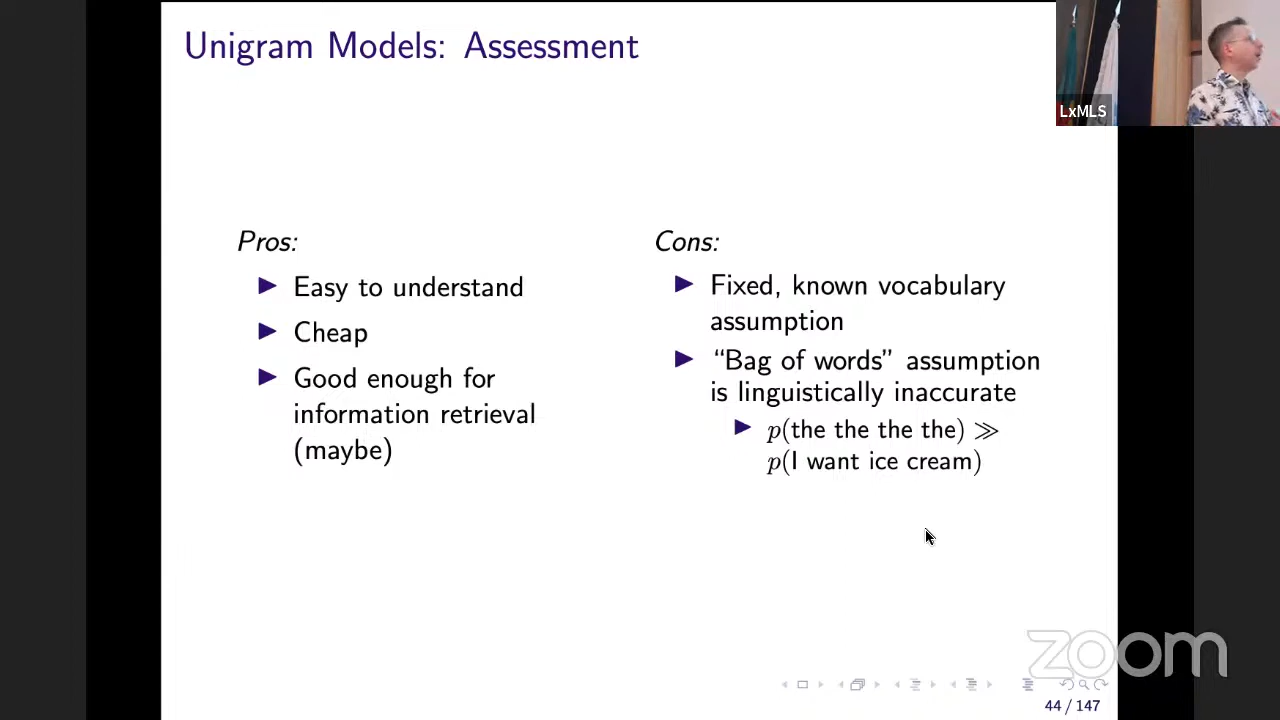 Unigram Models: Assessment
LxMLS
Pros:
Easy to understand
Cheap
Good enough for
information retrieval
(maybe)
Cons:
Fixed, known vocabulary
assumption
“Bag of words” assumption
is linguistically inaccurate
p(the the the the) ≫
p(I want ice cream)
zoom
44 / 147